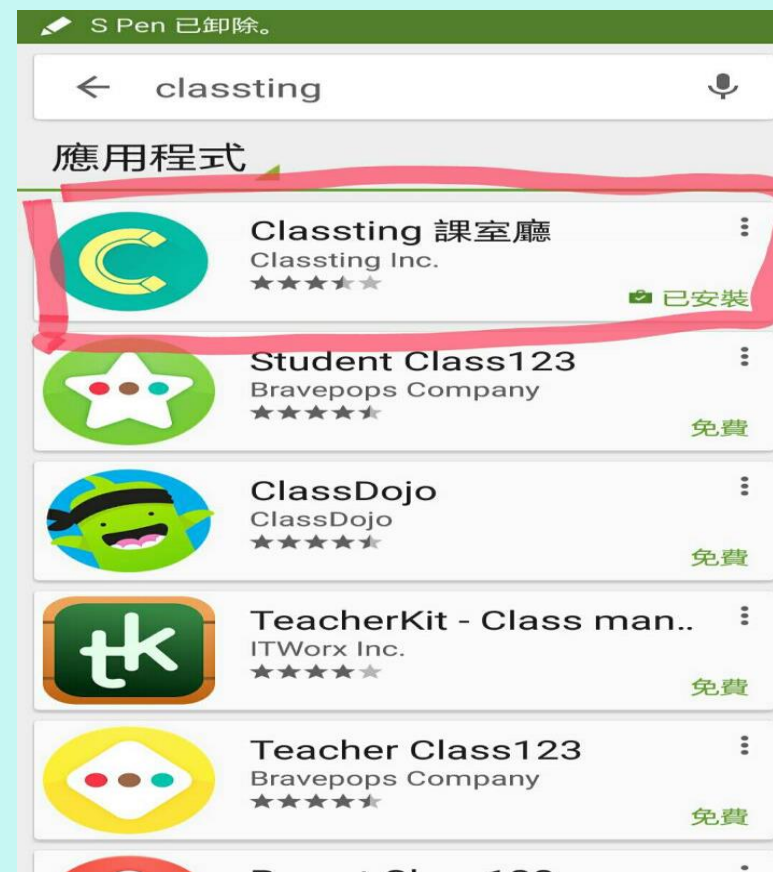 S Pen 已卸除。
classting
應用程式
Classting 課室廳
Classting Inc.
已安裝
Student Class123
Bravepops Company
免費
ClassDojo
ClassDojo
免費
tk
TeacherKit - Class man..
ITWorx Inc.
免費
Teacher Class123
Bravepops Company
免費